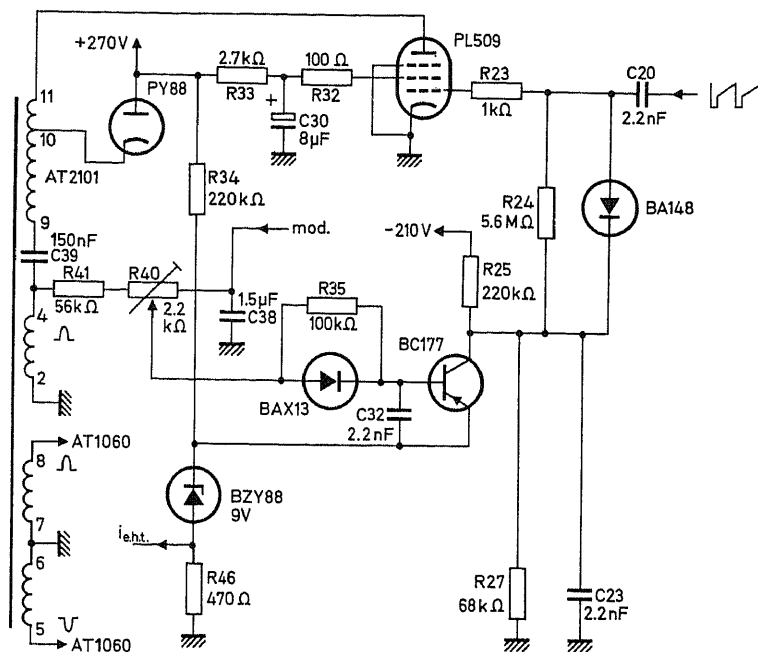 +270V
PY88
2.7kΩ
R33
100 Ω
R32
+
C30
8µF
PL509
R23
1kΩ
C20
2.2nF
11
10
AT2101
9
150nF
C39
R34
220kΩ
R24
5.6MΩ
BA148
mod.
-210V
R25
220kΩ
R41
56kΩ
R40
2.2
kΩ
1.5µF
C38
R35
100kΩ
BAX13
BC177
C32
2.2nF
4
2
AT1060
8
7
6
5
AT1060
BZY88
9V
i e.h.t.
R46
470Ω
R27
68kΩ
C23
2.2nF